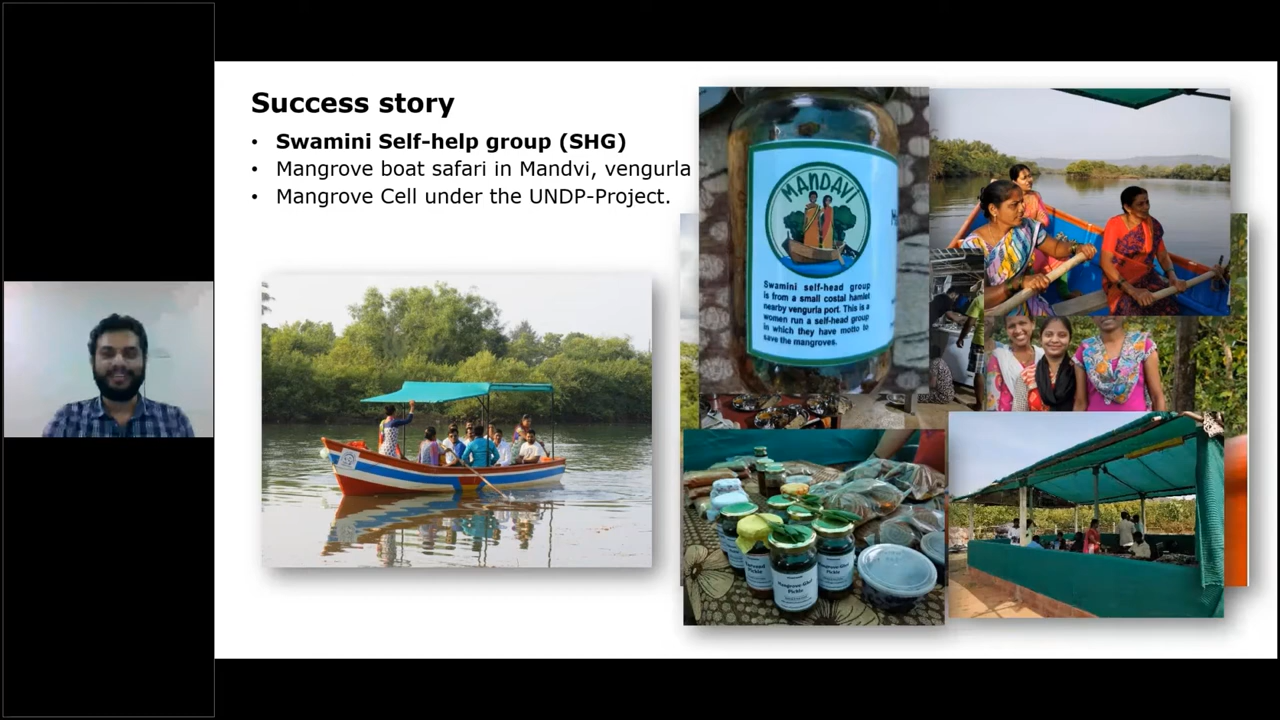 Success story
• Swamini Self-help group (SHG)
• Mangrove boat safari in Mandvi, vengurla
• Mangrove Cell under the UNDP-Project.
MANDAVI
Swamini self-head group
is from a small costal hamlet
nearby vengurla port. This is a
women run a self-head group
in which they have motto to
save the mangroves.
Pickle
Pickle